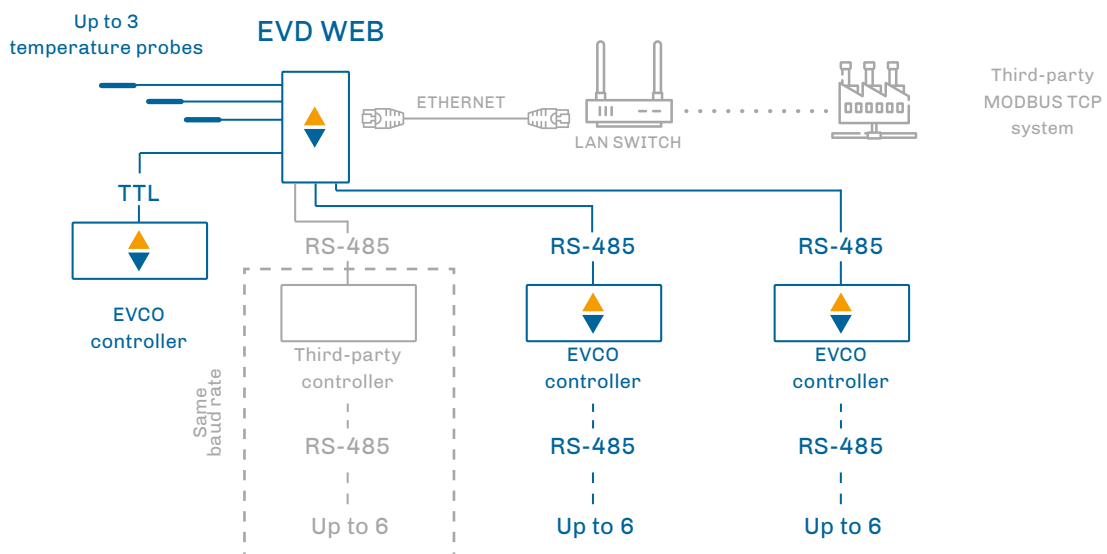 Up to 3
temperature probes
EVD WEB
ETHERNET
LAN SWITCH
Third-party
MODBUS TCP
system
TTL
EVCO
controller
RS-485
RS-485
RS-485
Third-party
controller
EVCO
controller
EVCO
controller
Same
baud rate
RS-485
RS-485
RS-485
Up to 6
Up to 6
Up to 6